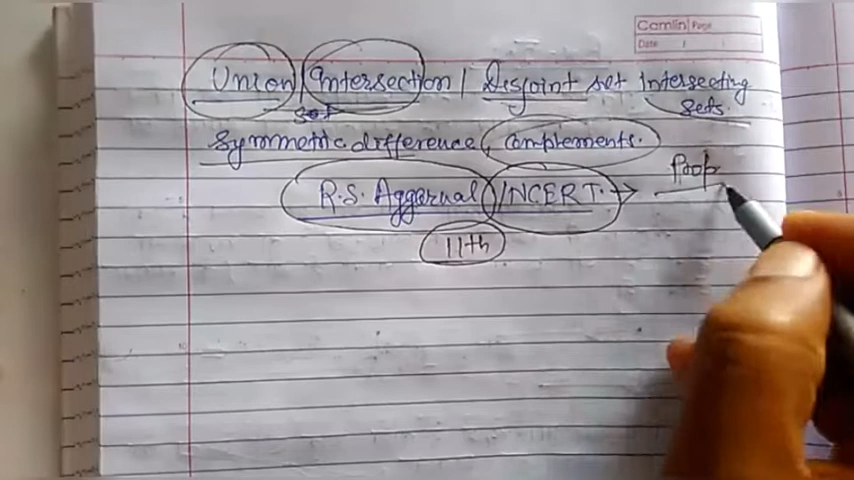 Camlin Page
Date
Union / Intersection / Disjoint set Intersecting
set sets.
Symmetric difference, Complements.
R.S. Aggarwal / NCERT. → Prop
11th